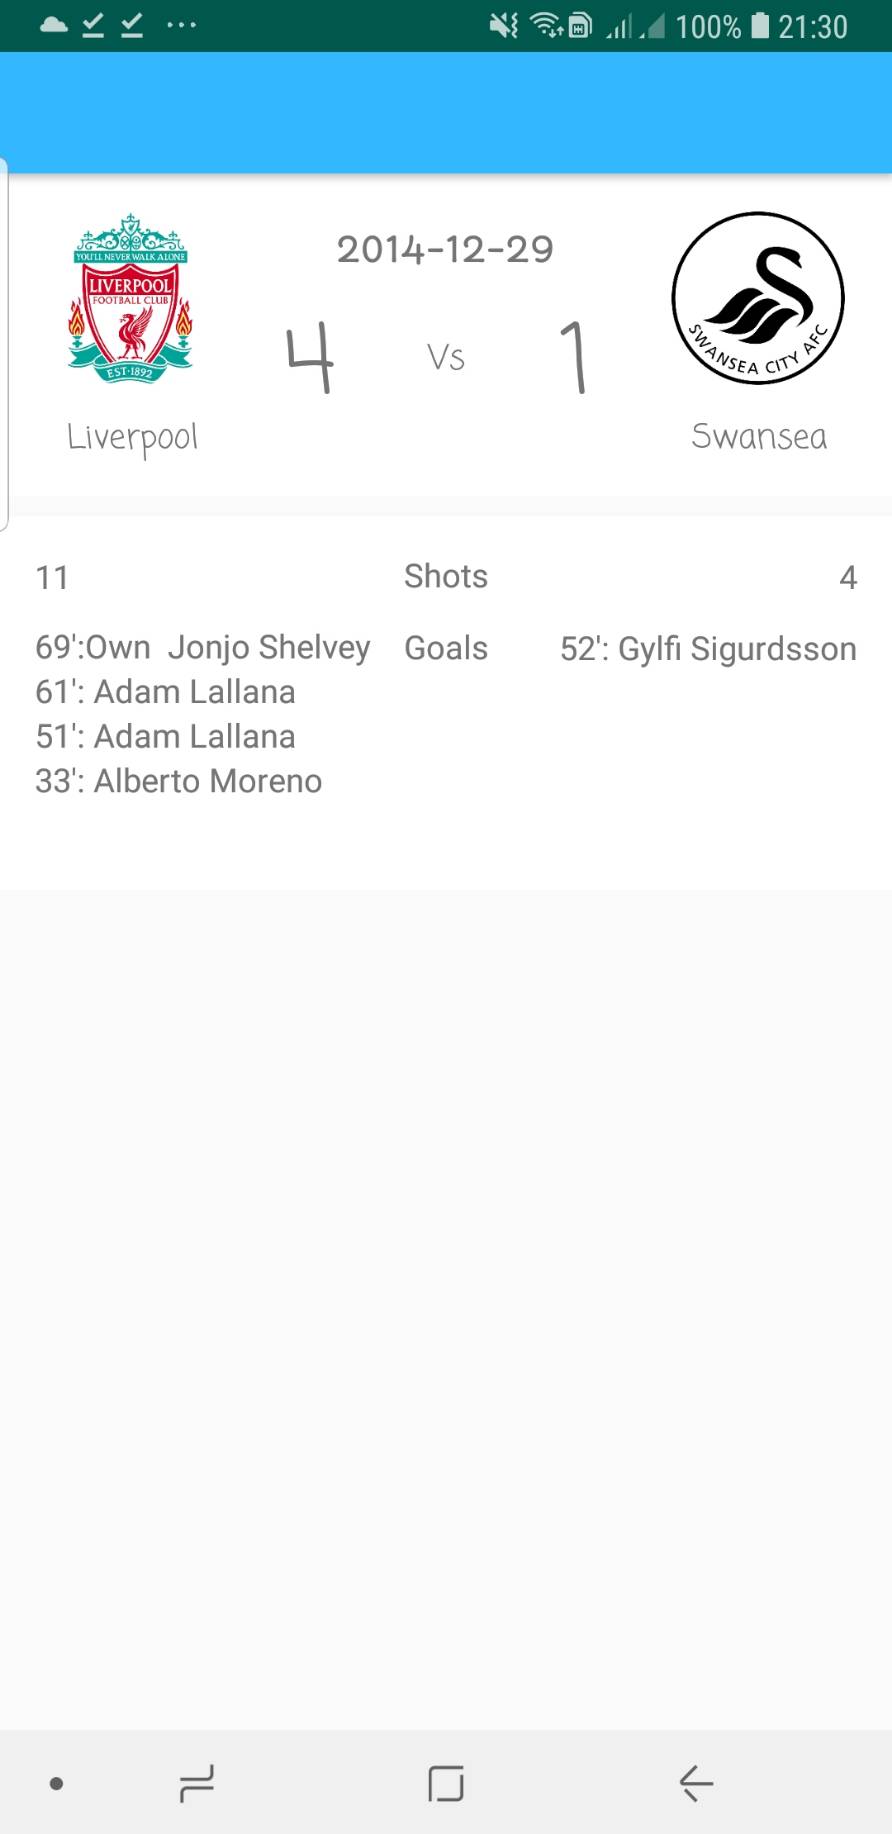 100% 21:30
2014-12-29
YOU'LL NEVER WALK ALONE
LIVERPOOL
FOOTBALL CLUB
EST·1892
SWANSEA CITY AFC
4 Vs 1
Liverpool Swansea
11 Shots 4
69':Own  Jonjo Shelvey Goals 52': Gylfi Sigurdsson
61': Adam Lallana
51': Adam Lallana
33': Alberto Moreno